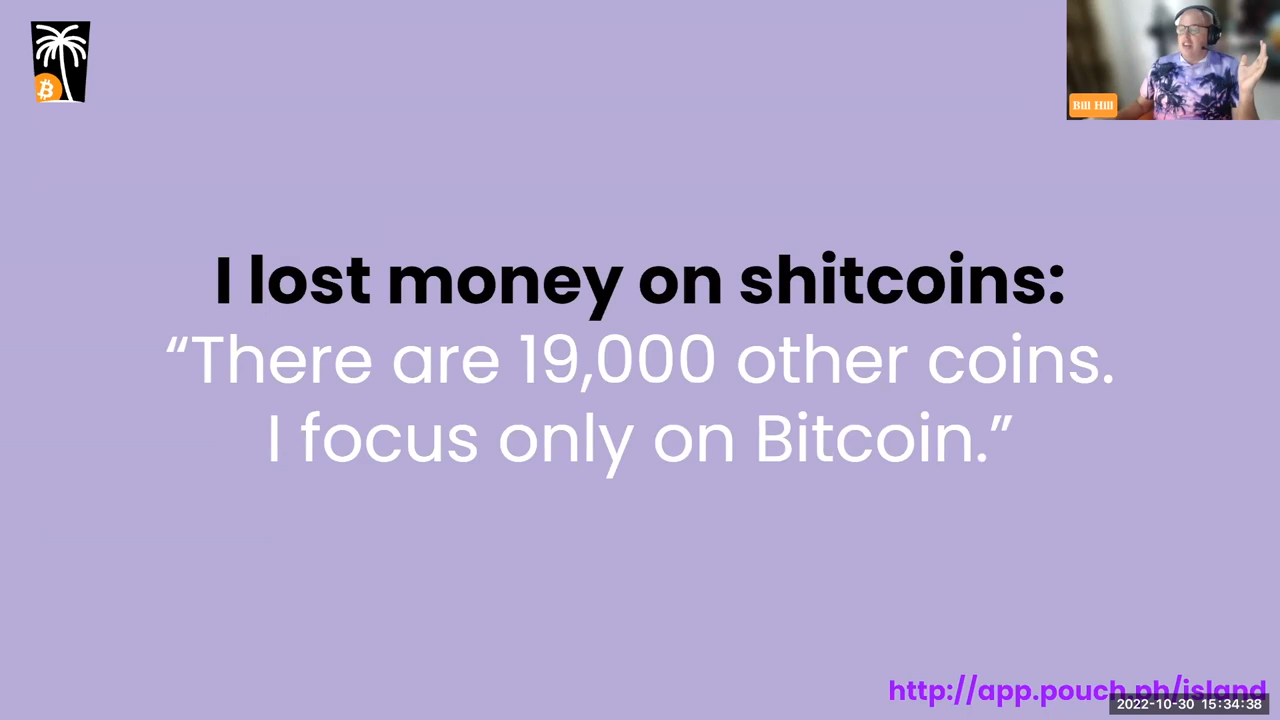 Bill Hill
I lost money on shitcoins:
“There are 19,000 other coins.
I focus only on Bitcoin.”
http://app.pouch.ph/island
2022-10-30 15:34:38